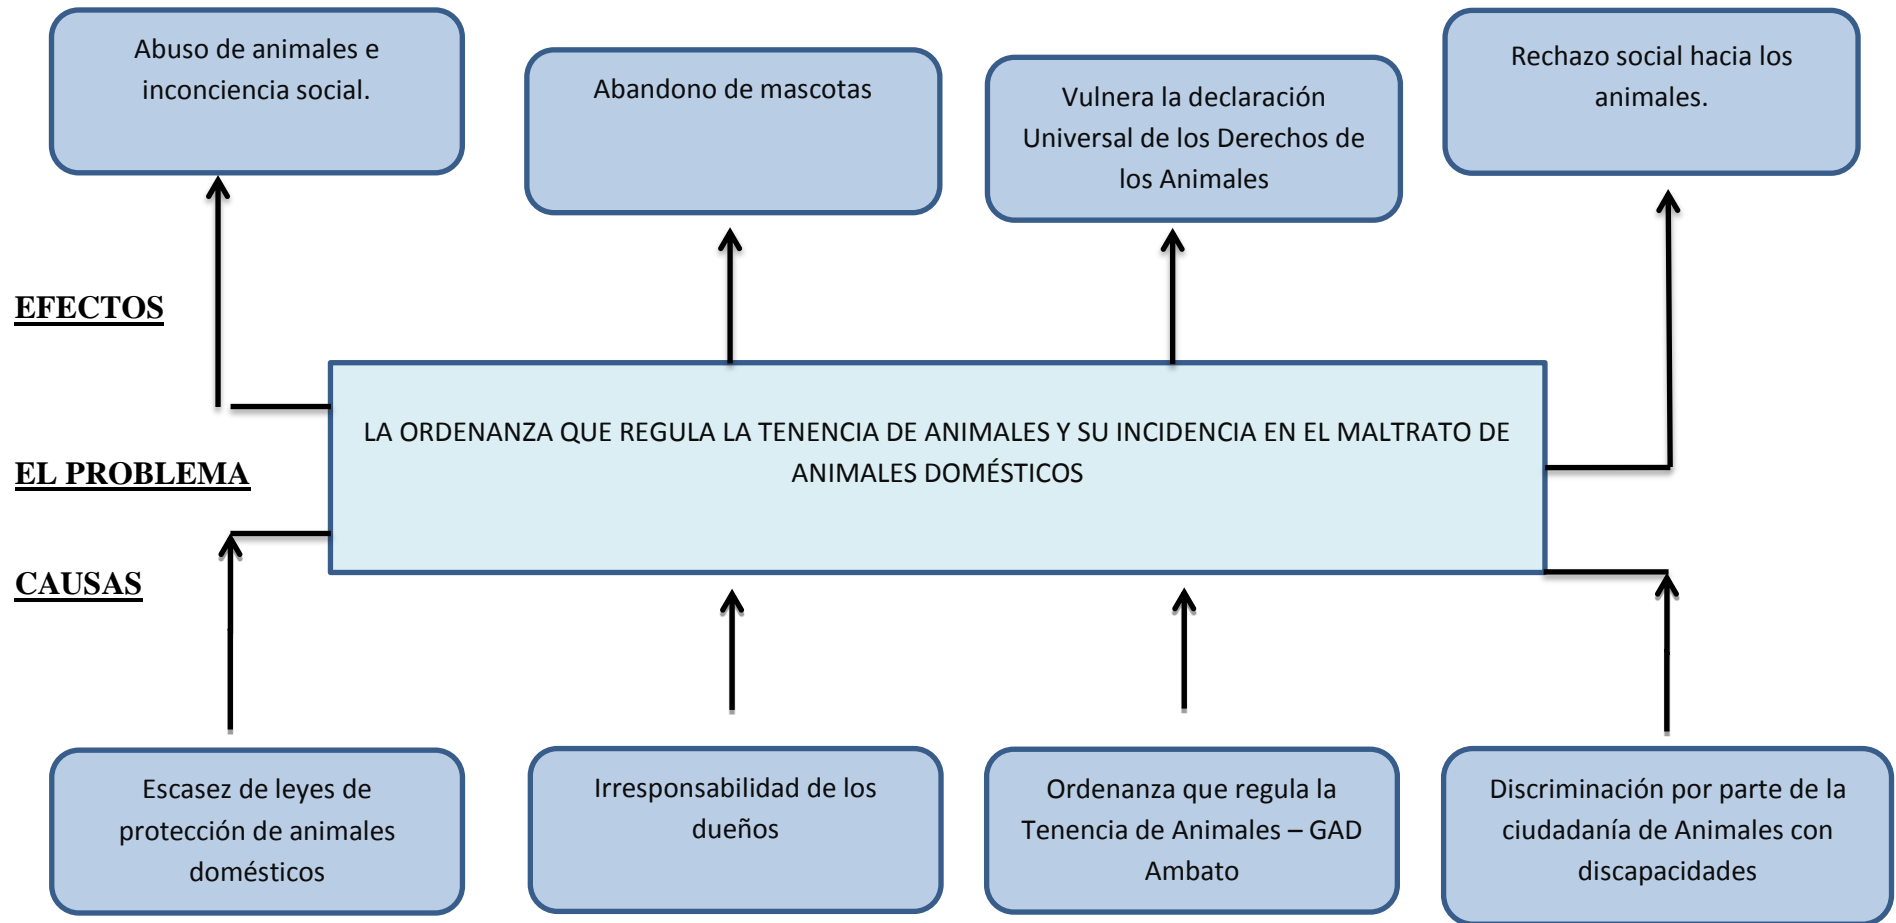 Abuso de animales e
inconciencia social.
Abandono de mascotas
Vulnera la declaración
Universal de los Derechos de
los Animales
Rechazo social hacia los
animales.
EFECTOS
LA ORDENANZA QUE REGULA LA TENENCIA DE ANIMALES Y SU INCIDENCIA EN EL MALTRATO DE
ANIMALES DOMÉSTICOS
EL PROBLEMA
CAUSAS
Escasez de leyes de
protección de animales
domésticos
Irresponsabilidad de los
dueños
Ordenanza que regula la
Tenencia de Animales – GAD
Ambato
Discriminación por parte de la
ciudadanía de Animales con
discapacidades